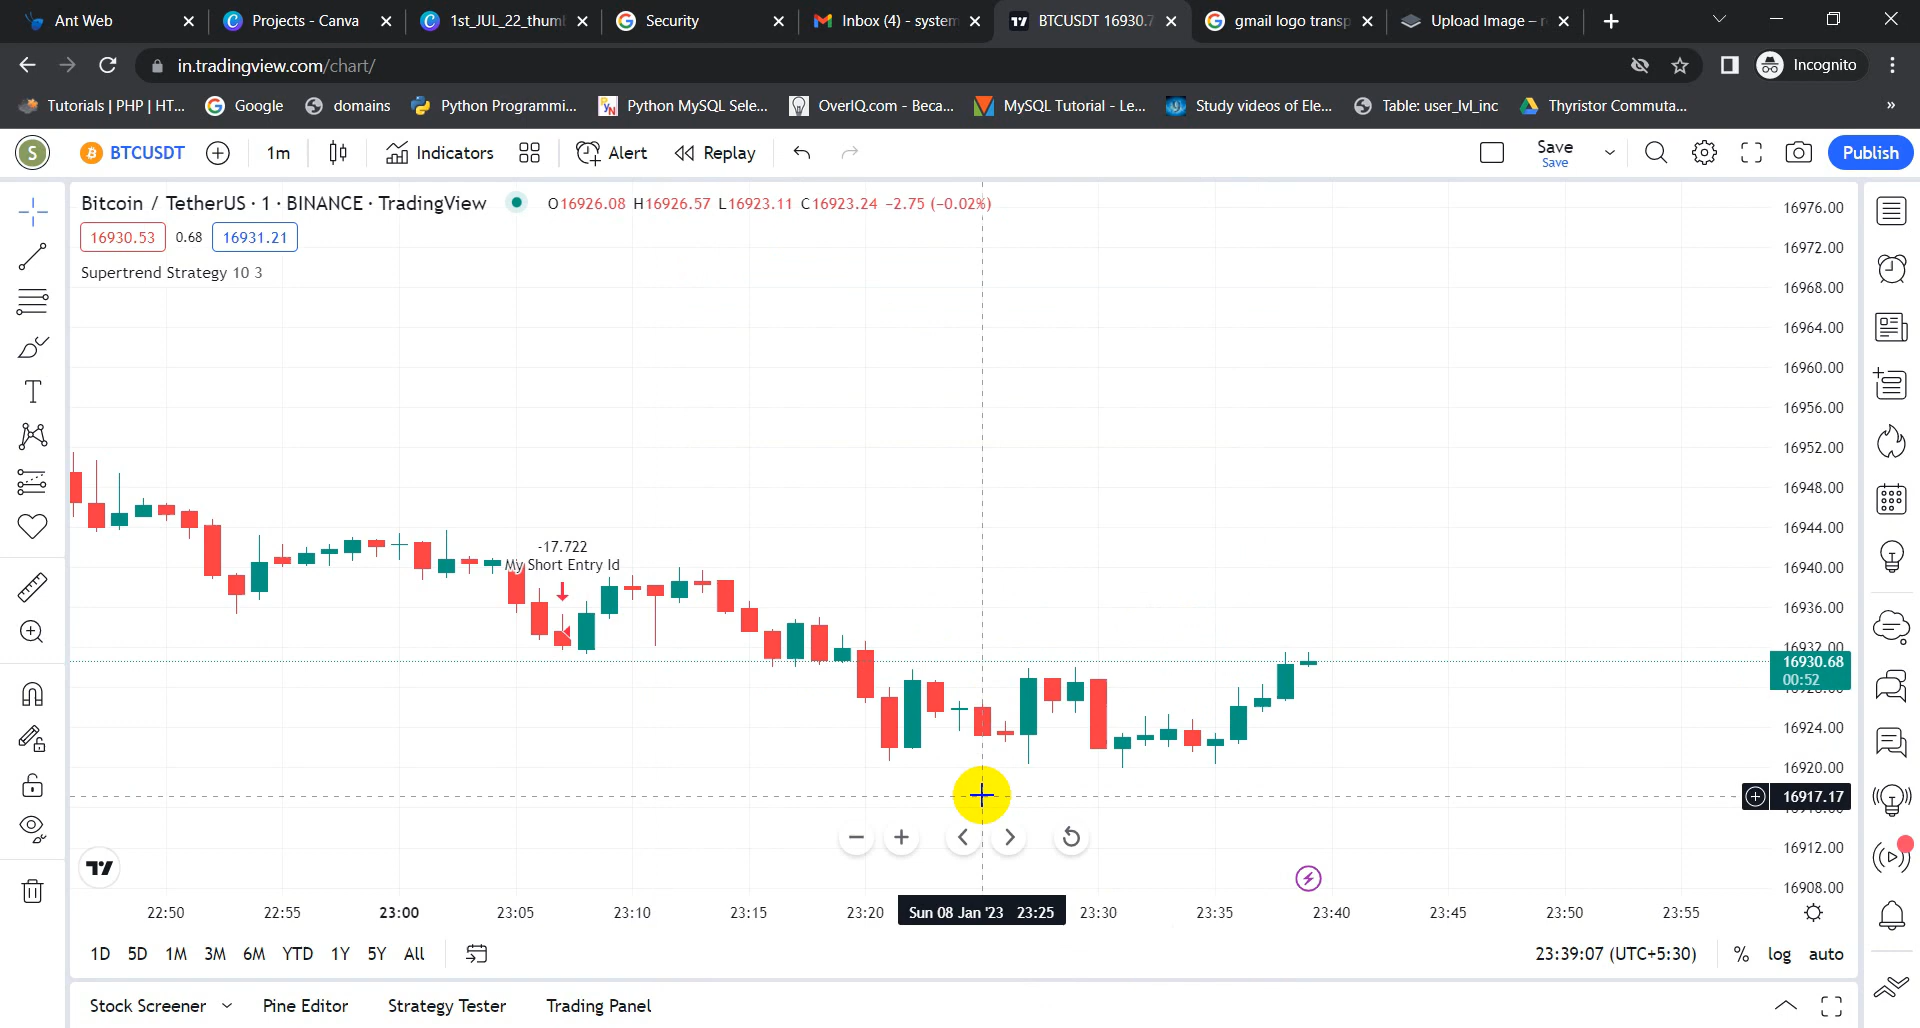 Ant Web
Projects - Canva
1st_JUL_22_thum
Security
Inbox (4) - system
BTCUSDT 16930.7
gmail logo transp
Upload Image –
in.tradingview.com/chart/
Incognito
Tutorials | PHP | HT...
Google
domains
Python Programmi...
Python MySQL Sele...
OverIQ.com - Beca...
MySQL Tutorial - Le...
Study videos of Ele...
Table: user_lvl_inc
Thyristor Commuta...
»
S
BTCUSDT
1m
Indicators
Alert
Replay
Save
Save
Publish
Bitcoin / TetherUS · 1 · BINANCE · TradingView
O16926.08 H16926.57 L16923.11 C16923.24 −2.75 (−0.02%)
16930.53
0.68
16931.21
Supertrend Strategy 10 3
16976.00
16972.00
16968.00
16964.00
16960.00
16956.00
16952.00
16948.00
16944.00
16940.00
16936.00
16932.00
16930.68
00:52
16924.00
16920.00
16917.17
16912.00
16908.00
-17.722
My Short Entry Id
22:50
22:55
23:00
23:05
23:10
23:15
23:20
Sun 08 Jan '23 23:25
23:30
23:35
23:40
23:45
23:50
23:55
1D
5D
1M
3M
6M
YTD
1Y
5Y
All
23:39:07 (UTC+5:30)
%
log
auto
Stock Screener
Pine Editor
Strategy Tester
Trading Panel